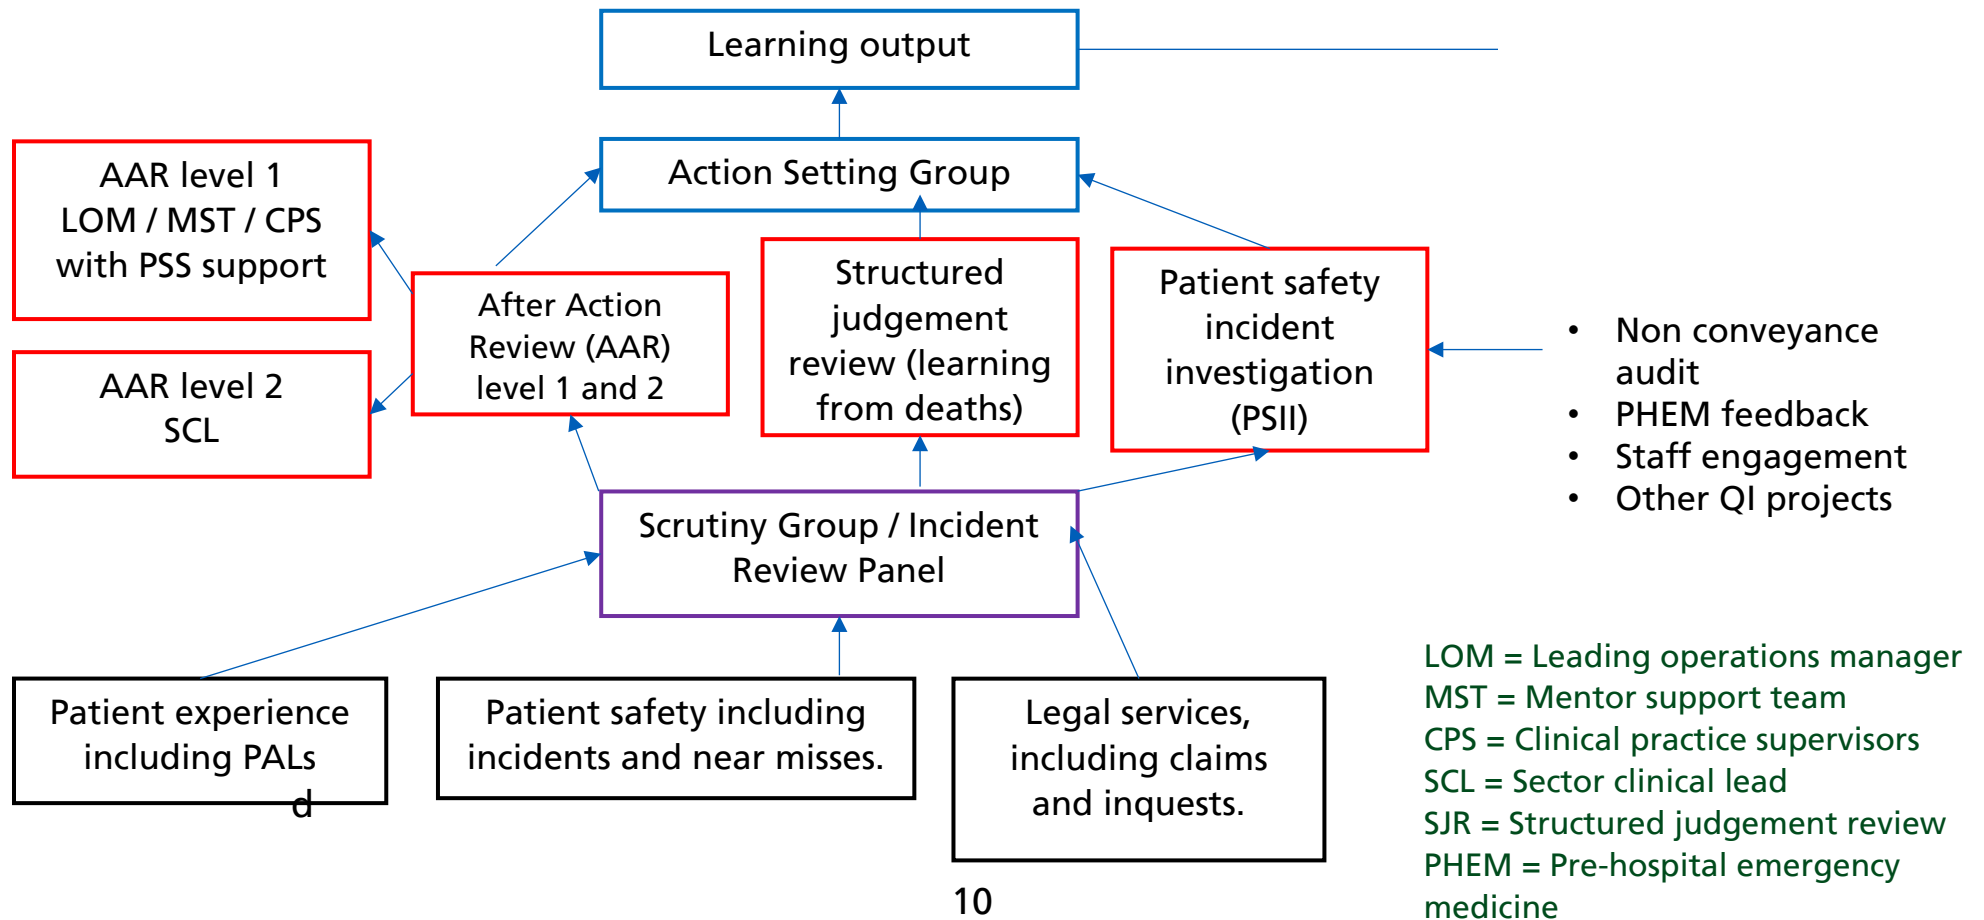 Learning output
Action Setting Group
AAR level 1
LOM / MST / CPS
with PSS support
AAR level 2
SCL
After Action
Review (AAR)
level 1 and 2
Structured
judgement
review (learning
from deaths)
Patient safety
incident
investigation
(PSII)
• Non conveyance
audit
• PHEM feedback
• Staff engagement
• Other QI projects
Scrutiny Group / Incident
Review Panel
Patient experience
including PALs
d
Patient safety including
incidents and near misses.
Legal services,
including claims
and inquests.
LOM = Leading operations manager
MST = Mentor support team
CPS = Clinical practice supervisors
SCL = Sector clinical lead
SJR = Structured judgement review
PHEM = Pre-hospital emergency
medicine
10